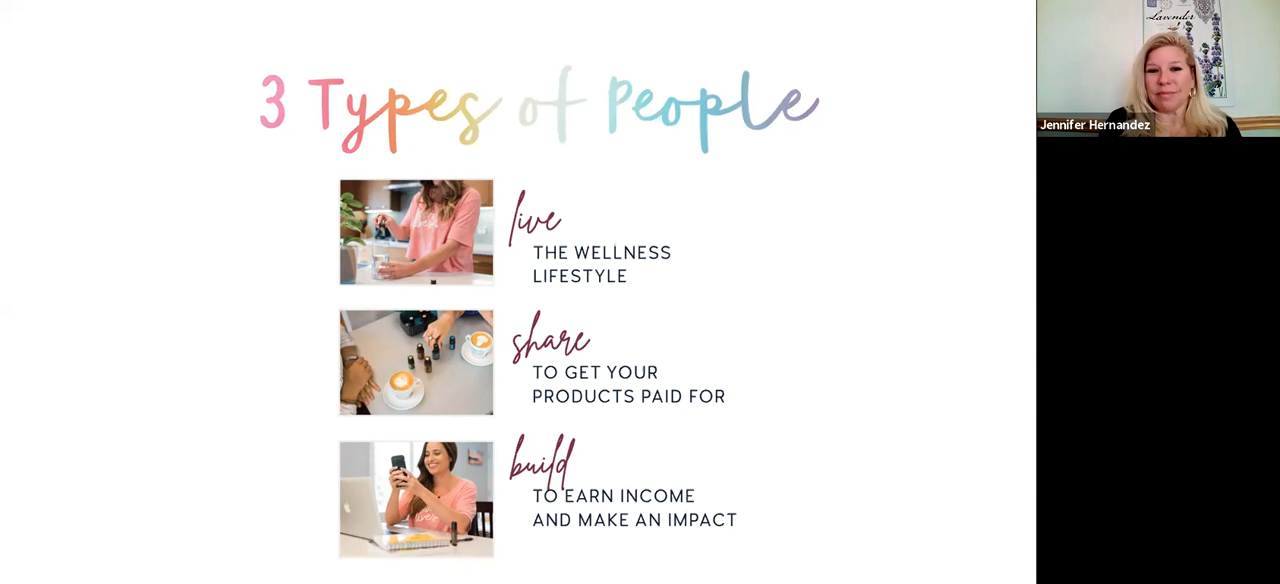 3 Types of People
live
THE WELLNESS
LIFESTYLE
share
TO GET YOUR
PRODUCTS PAID FOR
build
TO EARN INCOME
AND MAKE AN IMPACT
Lavender
Jennifer Hernandez